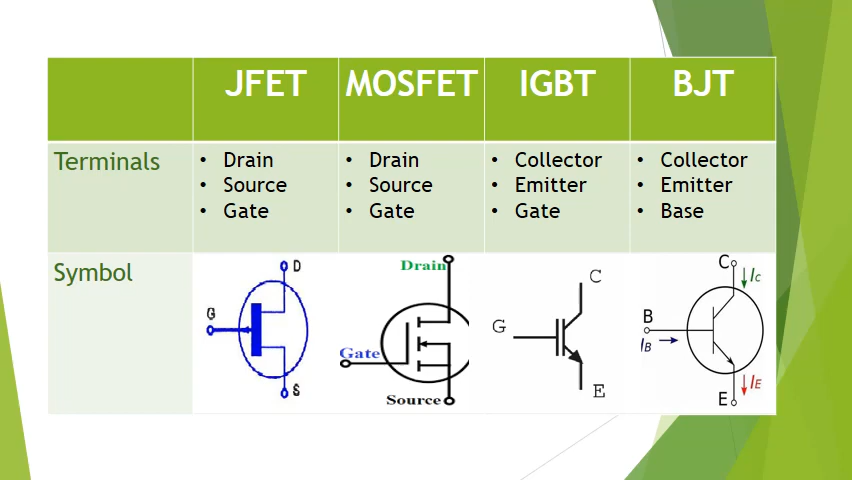 JFET MOSFET IGBT BJT
Terminals
• Drain
• Source
• Gate
• Drain
• Source
• Gate
• Collector
• Emitter
• Gate
• Collector
• Emitter
• Base
Symbol
D
G
S
Drain
Gate
Source
C
G
E
C
IC
B
IB
IE
E